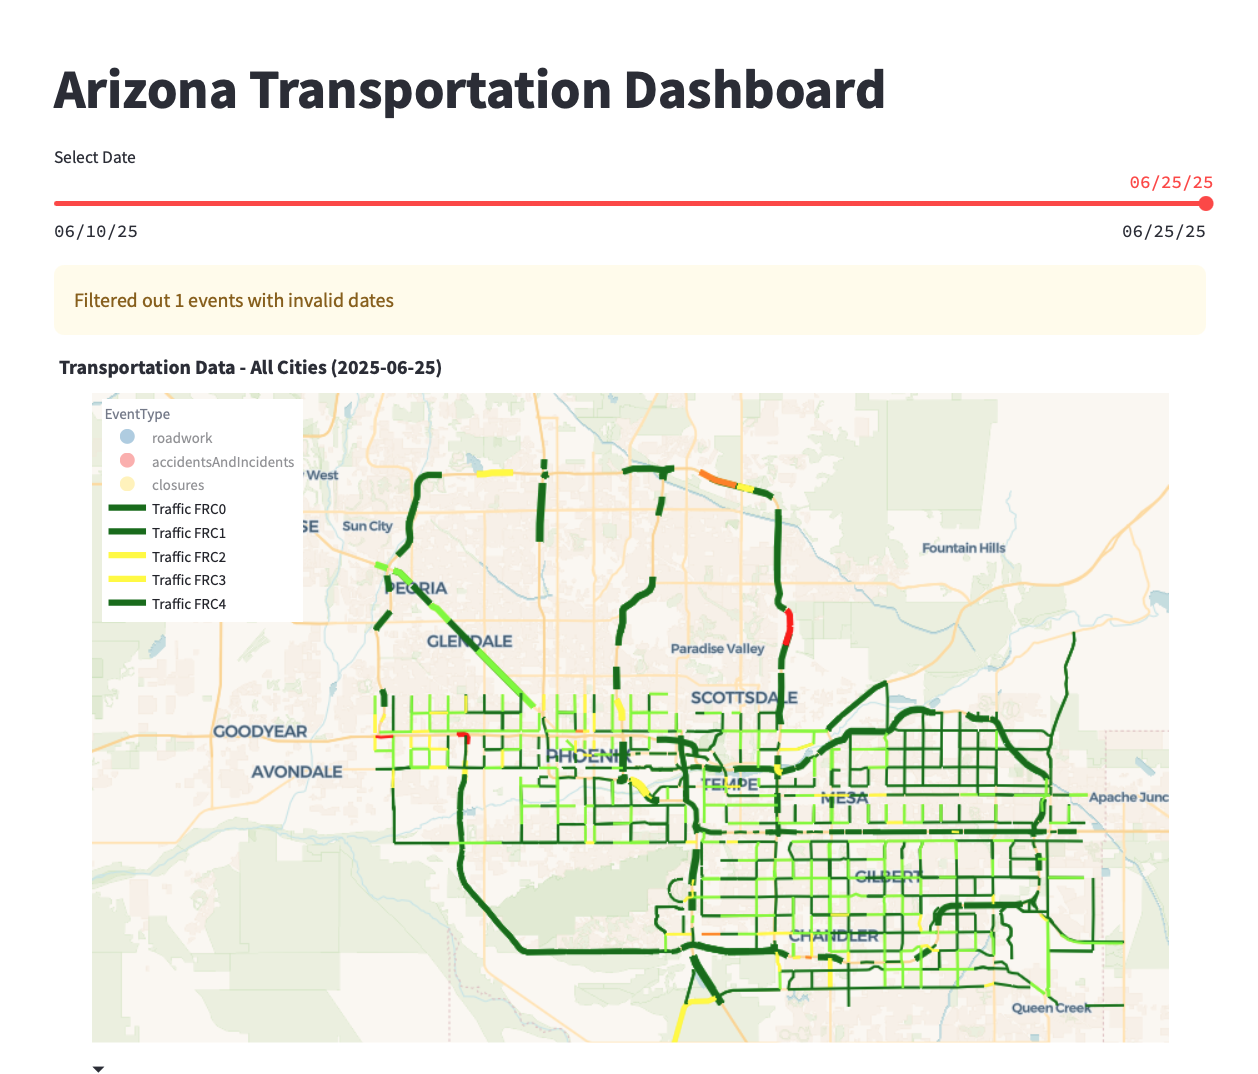 Arizona Transportation Dashboard
Select Date
06/25/25
06/10/25
06/25/25
Filtered out 1 events with invalid dates
Transportation Data - All Cities (2025-06-25)
EventType
roadwork
accidentsAndIncidents
closures
Traffic FRC0
Traffic FRC1
Traffic FRC2
Traffic FRC3
Traffic FRC4
West
SE
Sun City
Fountain Hills
PEORIA
GLENDALE
Paradise Valley
SCOTTSDALE
GOODYEAR
PHOENIX
AVONDALE
TEMPE
MESA
Apache Junc
GILBERT
CHANDLER
Queen Creek